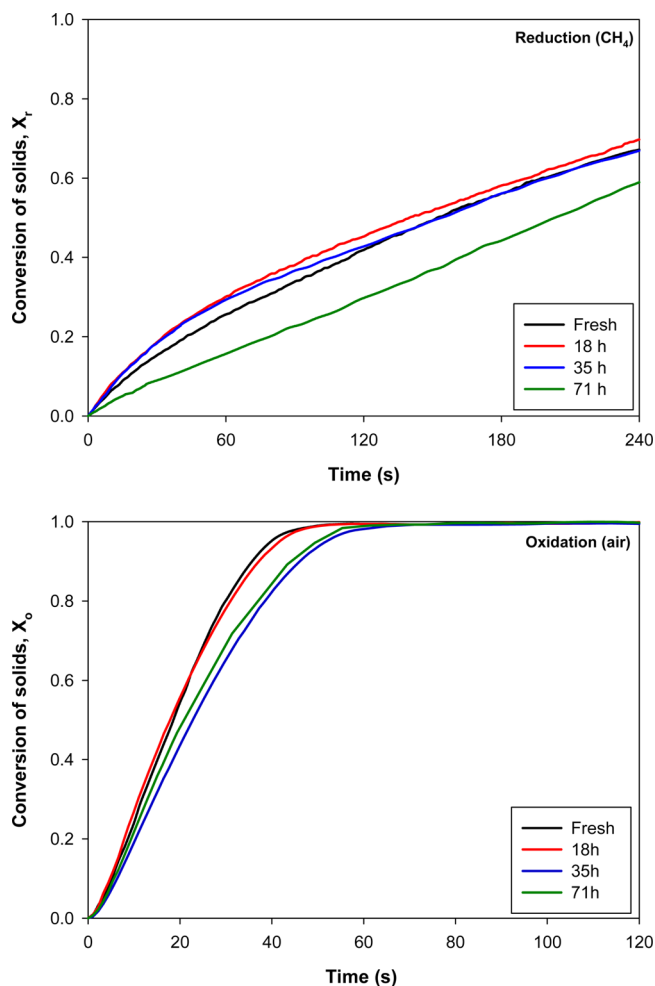 Reduction (CH4)
Conversion of solids, Xr
1.0
0.8
0.6
0.4
0.2
0.0
Fresh
18 h
35 h
71 h
0
60
120
180
240
Time (s)
Oxidation (air)
Conversion of solids, Xo
1.0
0.8
0.6
0.4
0.2
0.0
Fresh
18h
35h
71h
0
20
40
60
80
100
120
Time (s)